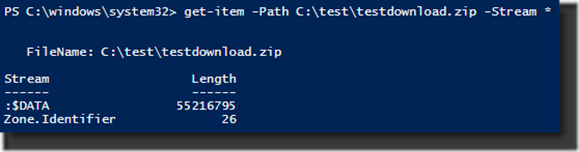 PS C:\windows\system32> get-item -Path C:\test\testdownload.zip -Stream *
FileName: C:\test\testdownload.zip
Stream Length
------ ------
:$DATA 55216795
Zone.Identifier 26